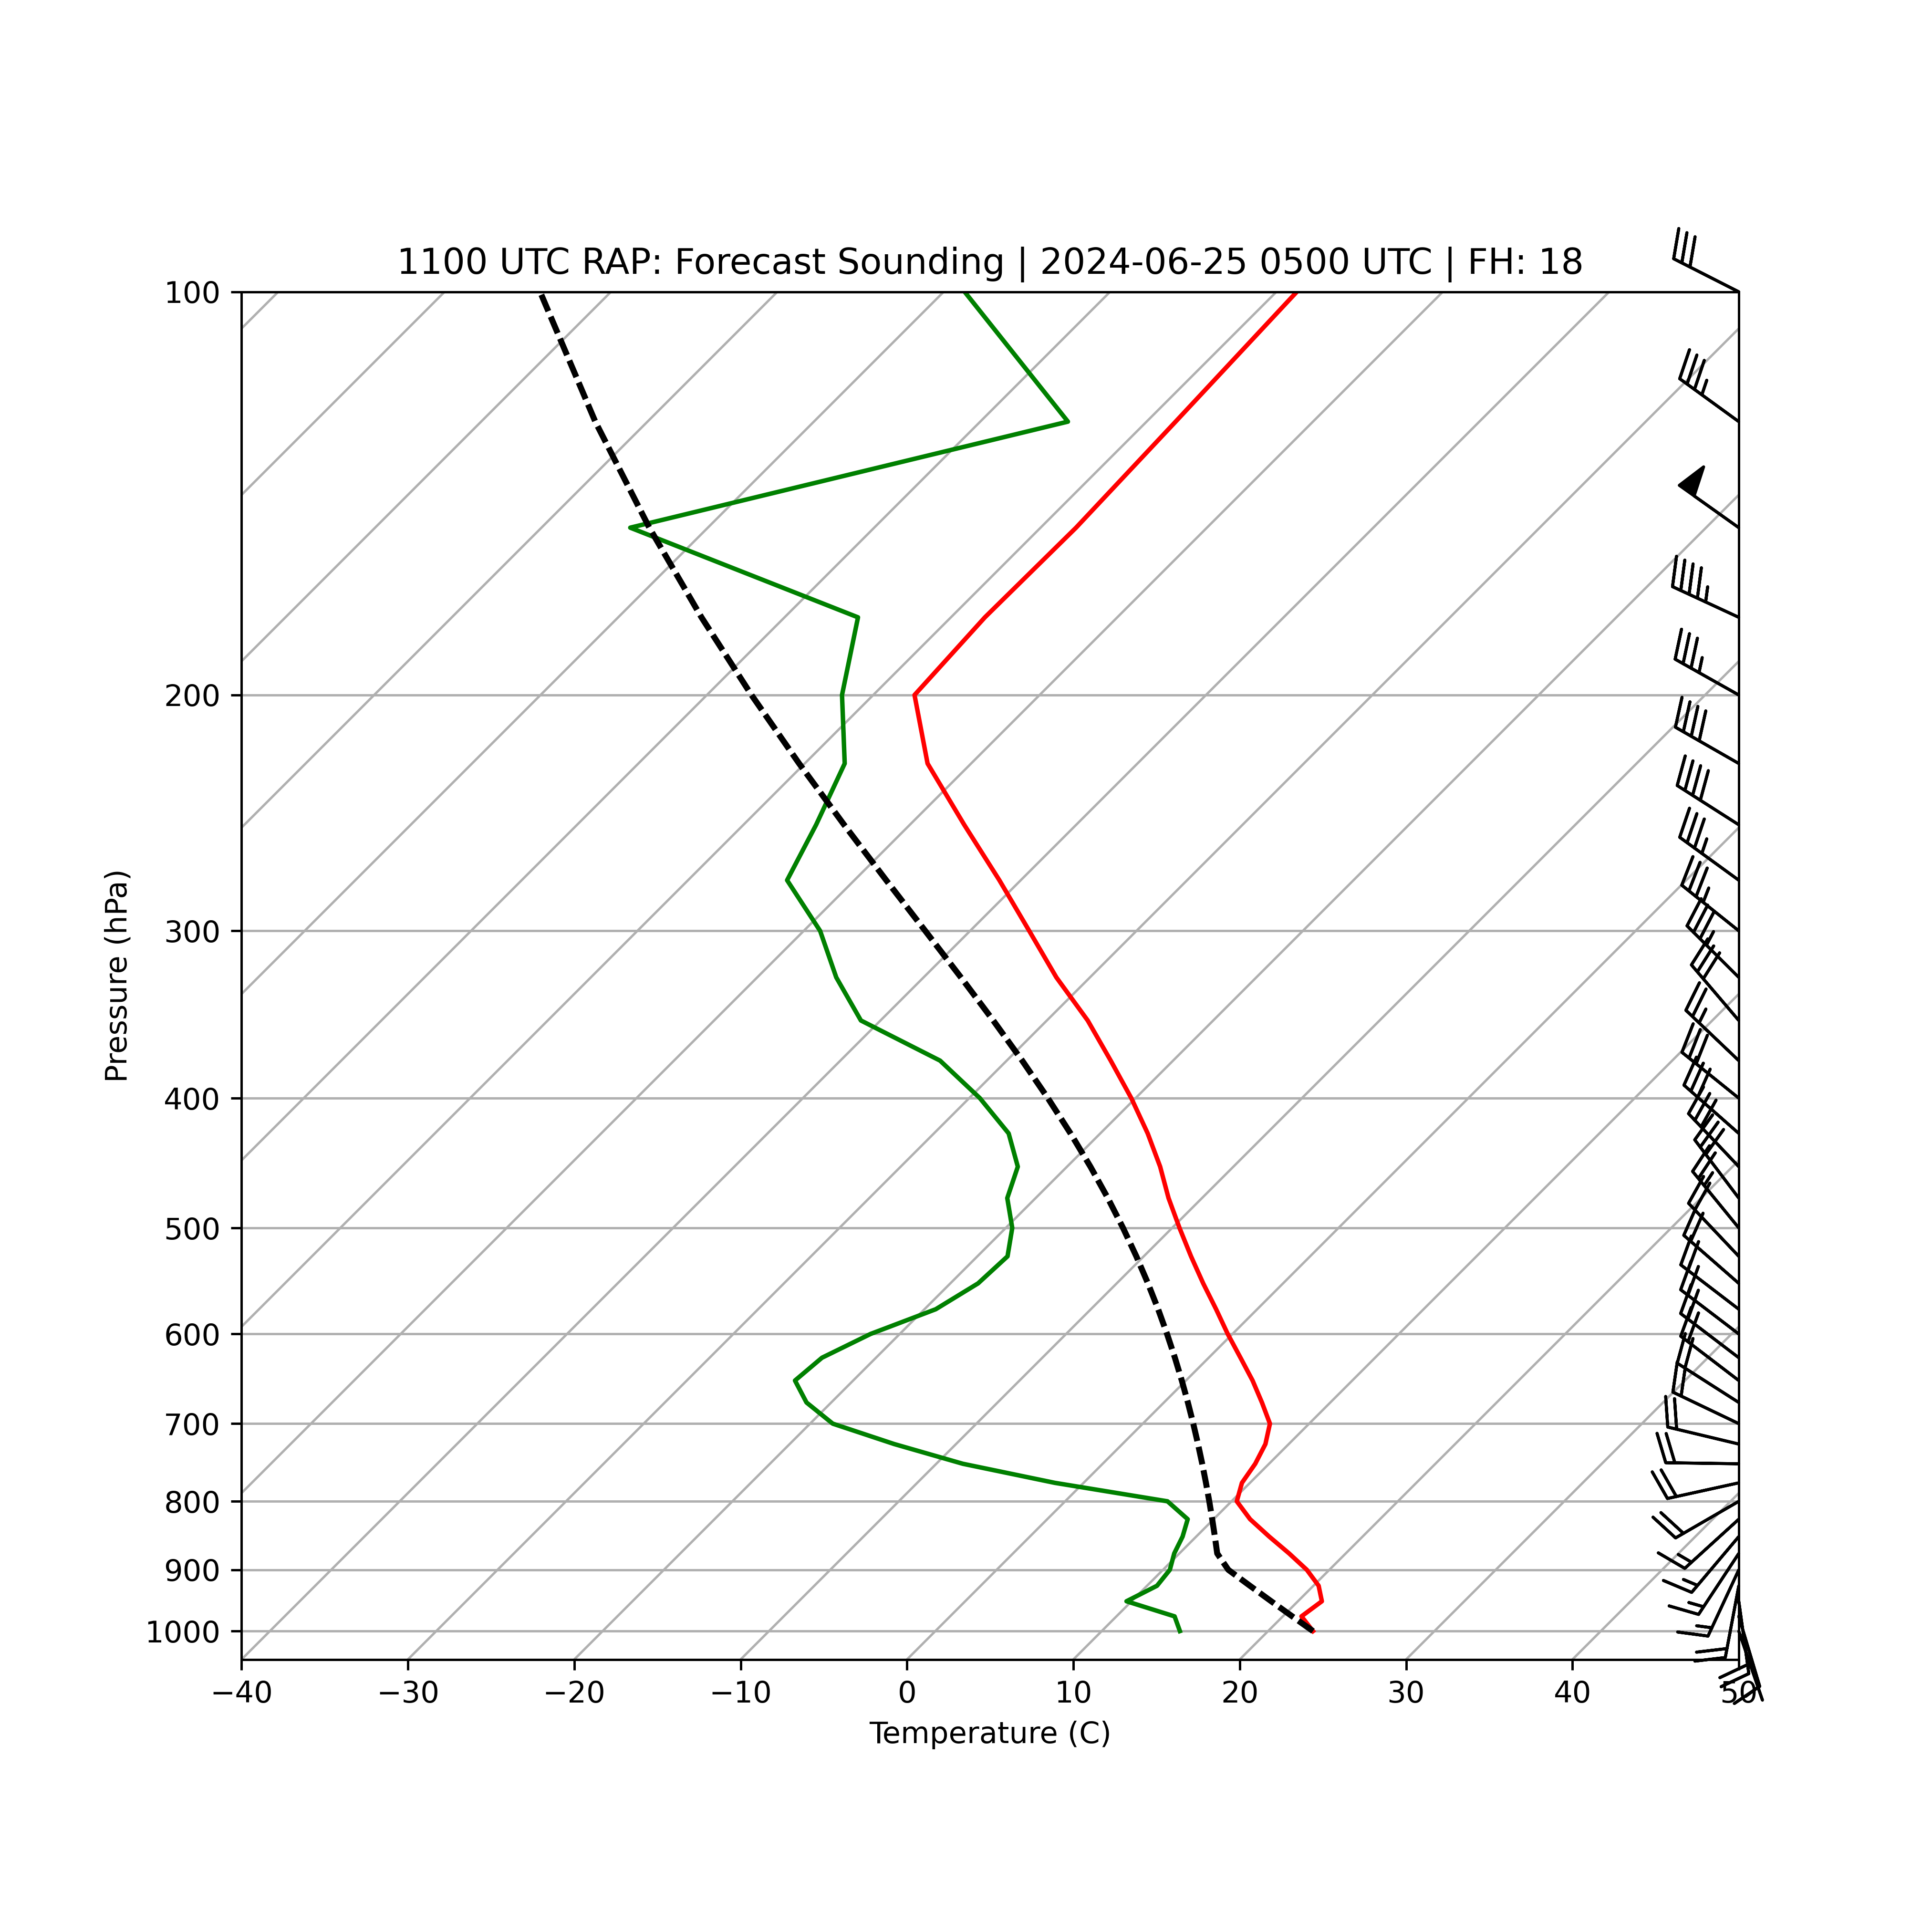 1100 UTC RAP: Forecast Sounding | 2024-06-25 0500 UTC | FH: 18
100
200
300
400
500
600
700
800
900
1000
Pressure (hPa)
−40 −30 −20 −10 0 10 20 30 40 50
Temperature (C)